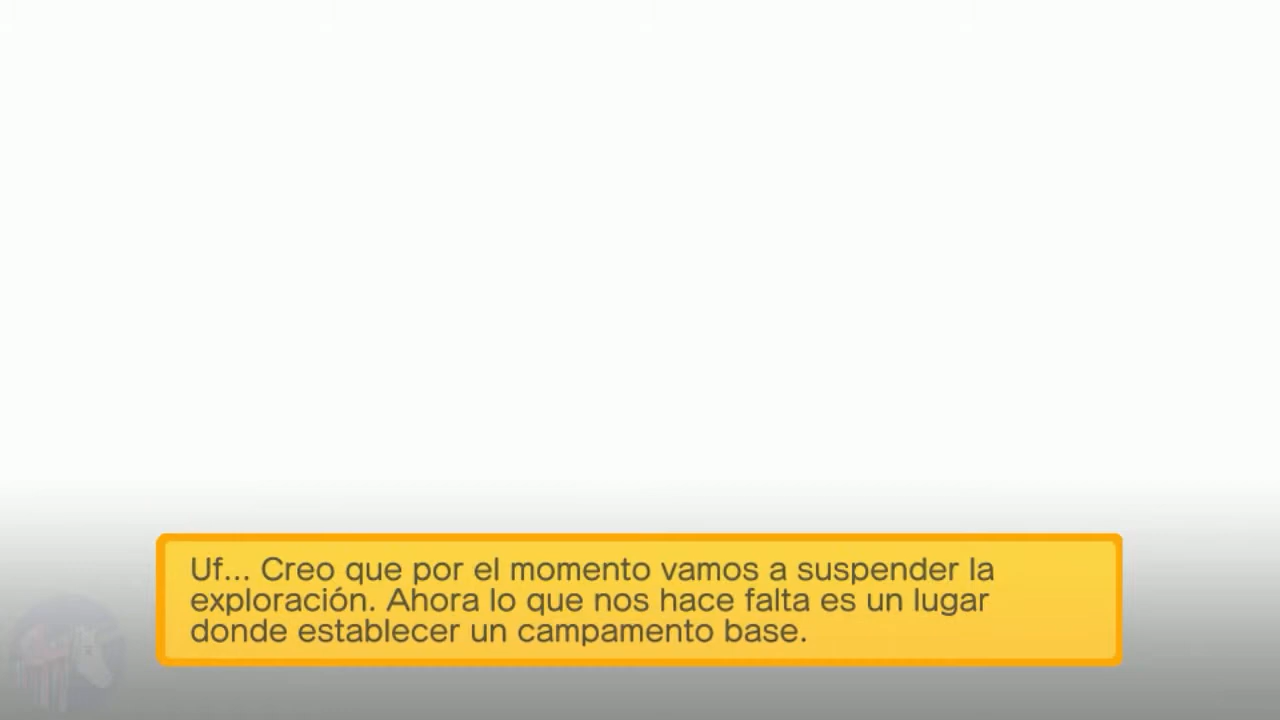 Uf... Creo que por el momento vamos a suspender la
exploración. Ahora lo que nos hace falta es un lugar
donde establecer un campamento base.